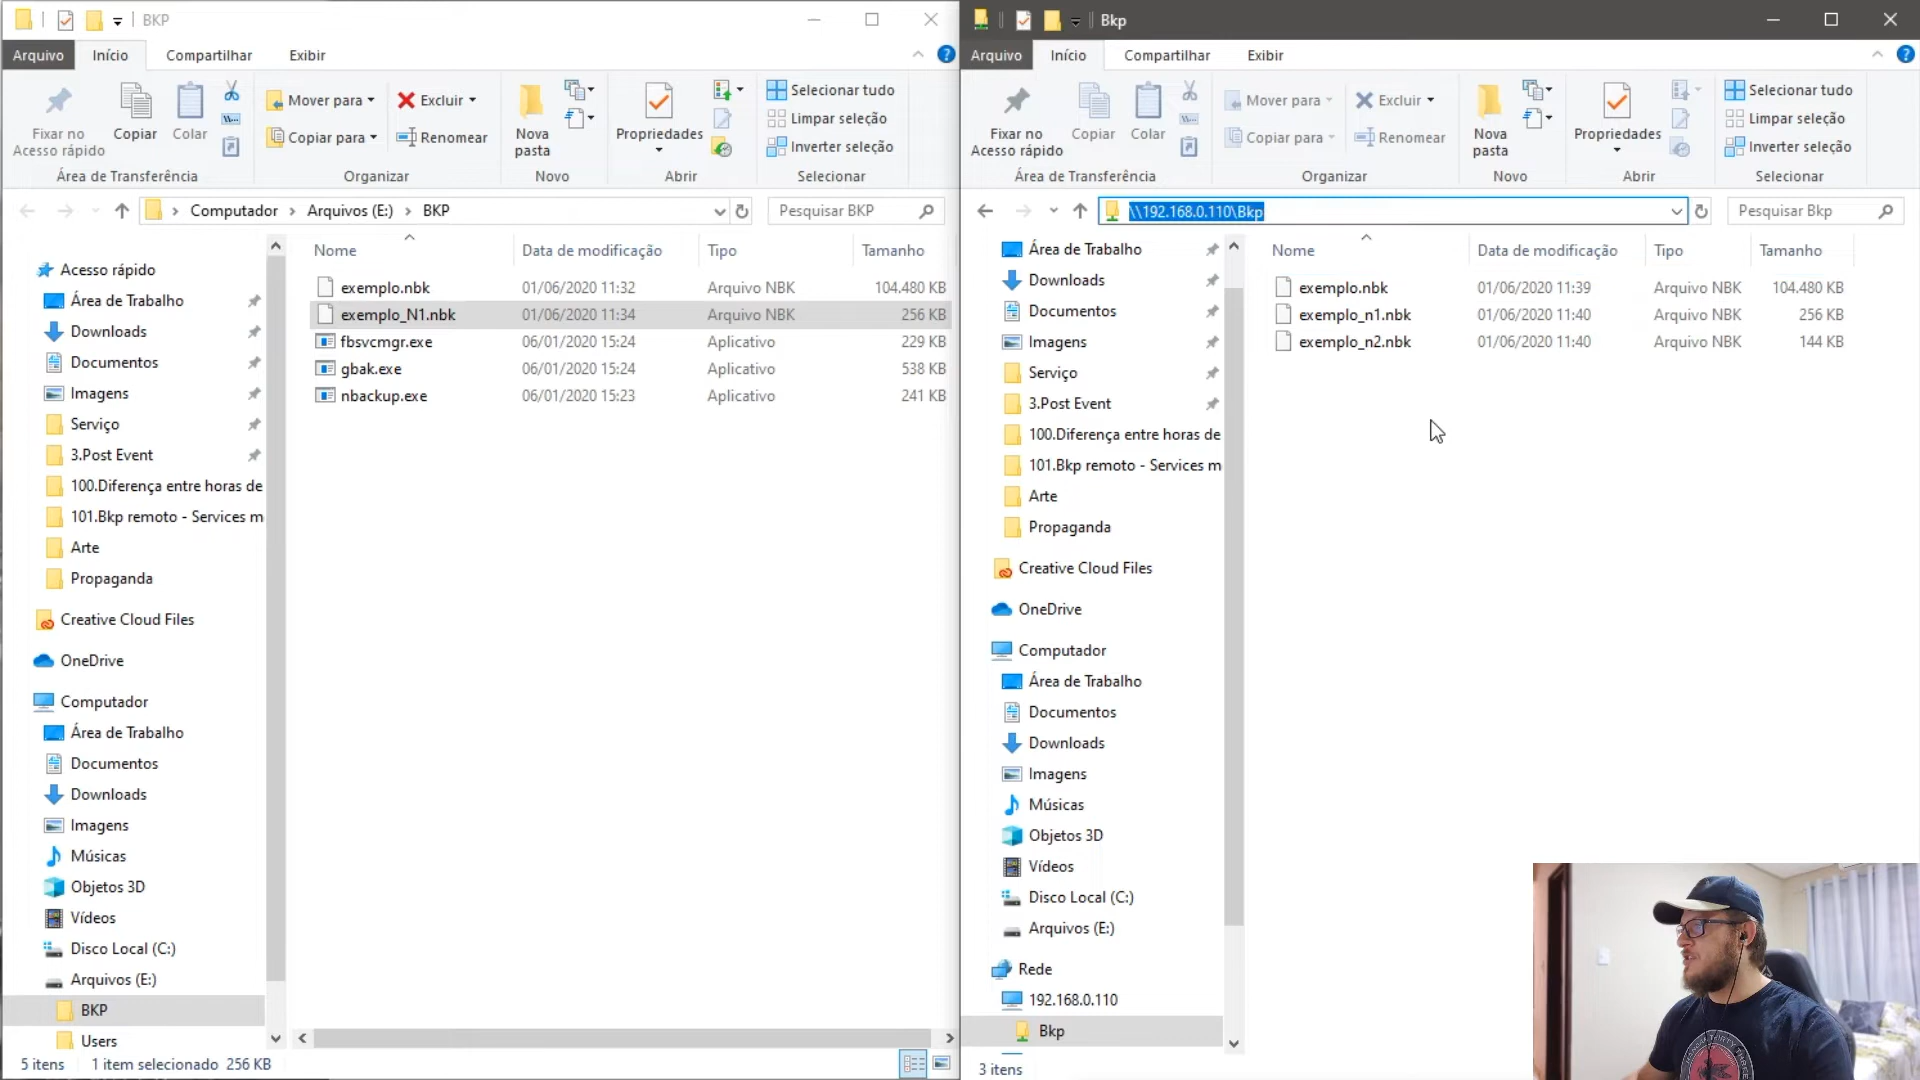 BKP
Arquivo Início Compartilhar Exibir
Fixar no
Acesso rápido
Copiar
Colar
Mover para
Copiar para
Excluir
Renomear
Nova
pasta
Propriedades
Selecionar tudo
Limpar seleção
Inverter seleção
Área de Transferência Organizar Novo Abrir Selecionar
Computador Arquivos (E:) BKP
Pesquisar BKP
Acesso rápido
Área de Trabalho
Downloads
Documentos
Imagens
Serviço
3.Post Event
100.Diferença entre horas de
101.Bkp remoto - Services m
Arte
Propaganda
Creative Cloud Files
OneDrive
Computador
Área de Trabalho
Documentos
Downloads
Imagens
Músicas
Objetos 3D
Vídeos
Disco Local (C:)
Arquivos (E:)
BKP
Users
Nome Data de modificação Tipo Tamanho
exemplo.nbk 01/06/2020 11:32 Arquivo NBK 104.480 KB
exemplo_N1.nbk 01/06/2020 11:34 Arquivo NBK 256 KB
fbsvcmgr.exe 06/01/2020 15:24 Aplicativo 229 KB
gbak.exe 06/01/2020 15:24 Aplicativo 538 KB
nbackup.exe 06/01/2020 15:23 Aplicativo 241 KB
5 itens 1 item selecionado 256 KB
Bkp
Arquivo Início Compartilhar Exibir
Fixar no
Acesso rápido
Copiar
Colar
Mover para
Copiar para
Excluir
Renomear
Nova
pasta
Propriedades
Selecionar tudo
Limpar seleção
Inverter seleção
Área de Transferência Organizar Novo Abrir Selecionar
\\192.168.0.110\Bkp
Pesquisar Bkp
Área de Trabalho
Downloads
Documentos
Imagens
Serviço
3.Post Event
100.Diferença entre horas de
101.Bkp remoto - Services m
Arte
Propaganda
Creative Cloud Files
OneDrive
Computador
Área de Trabalho
Documentos
Downloads
Imagens
Músicas
Objetos 3D
Vídeos
Disco Local (C:)
Arquivos (E:)
Rede
192.168.0.110
Bkp
Nome Data de modificação Tipo Tamanho
exemplo.nbk 01/06/2020 11:39 Arquivo NBK 104.480 KB
exemplo_n1.nbk 01/06/2020 11:40 Arquivo NBK 256 KB
exemplo_n2.nbk 01/06/2020 11:40 Arquivo NBK 144 KB
3 itens